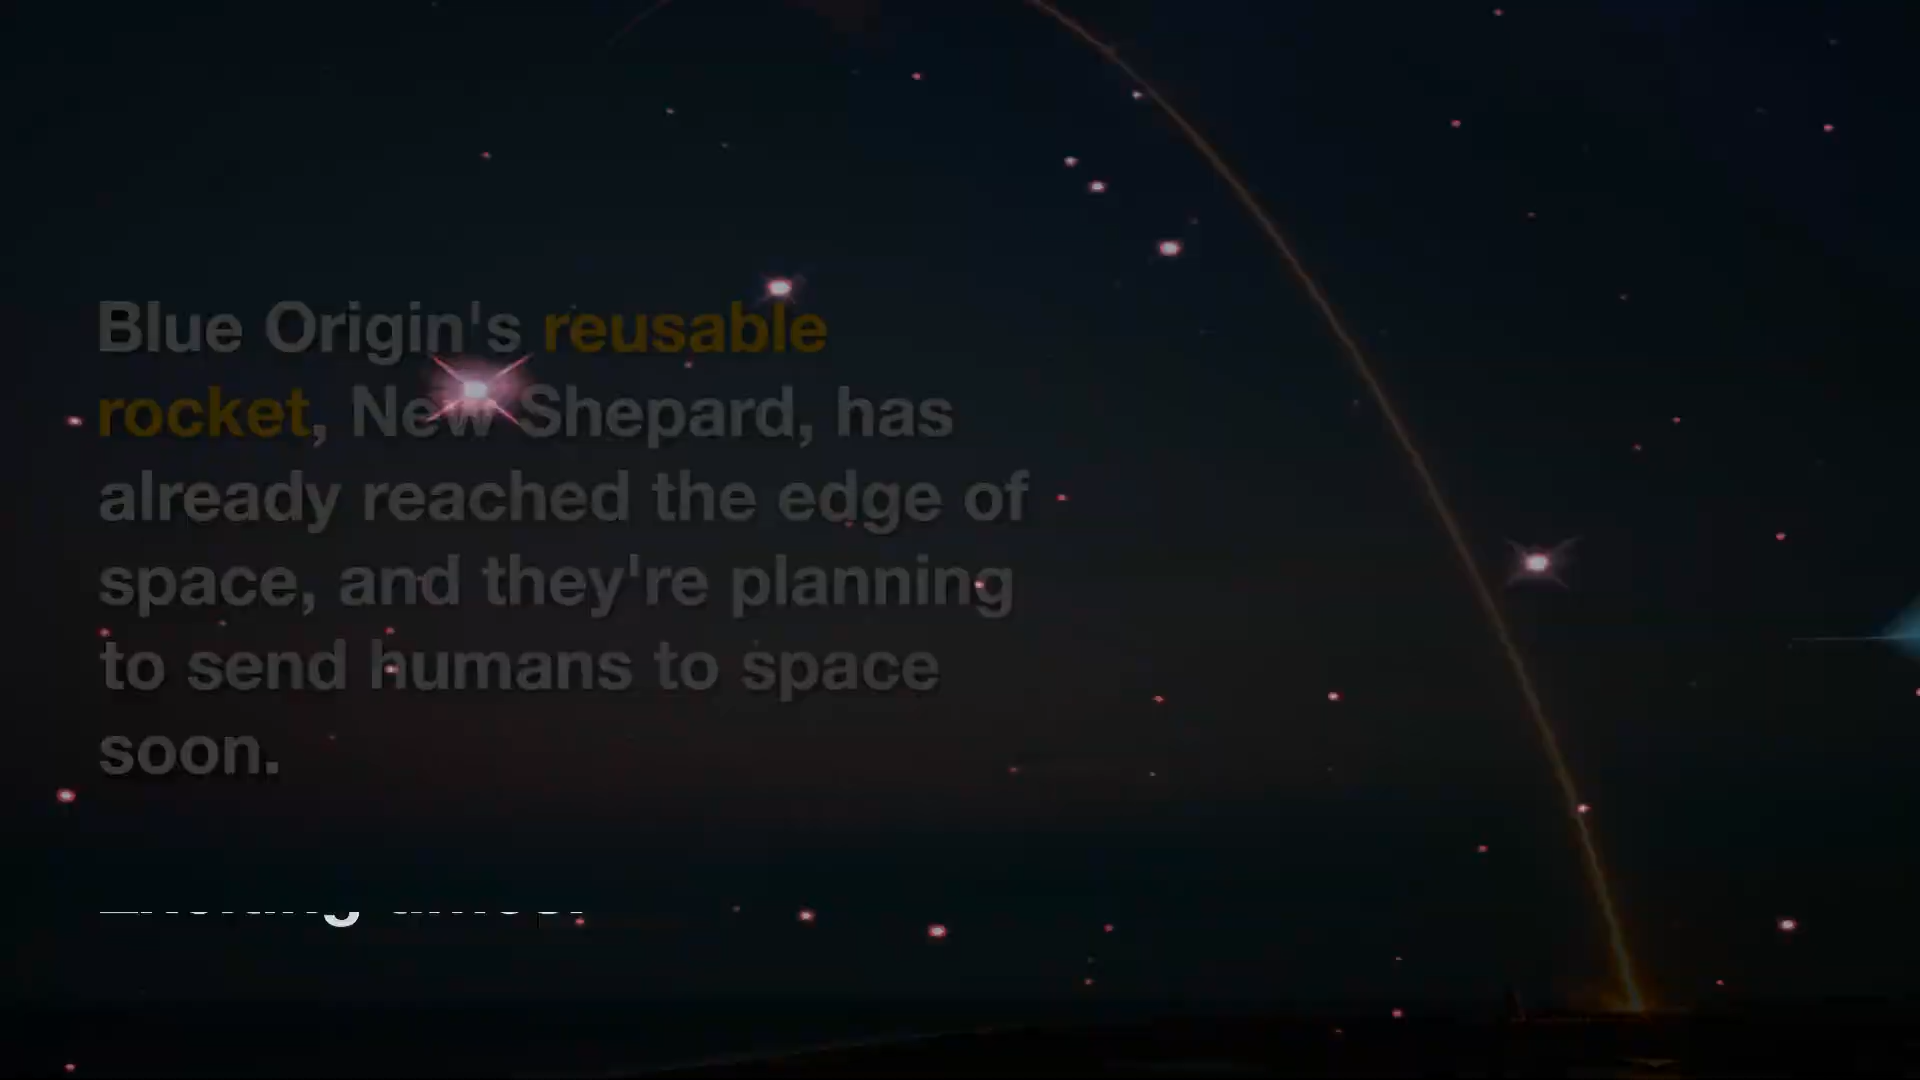 Blue Origin's reusable
rocket, New Shepard, has
already reached the edge of
space, and they're planning
to send humans to space
soon.